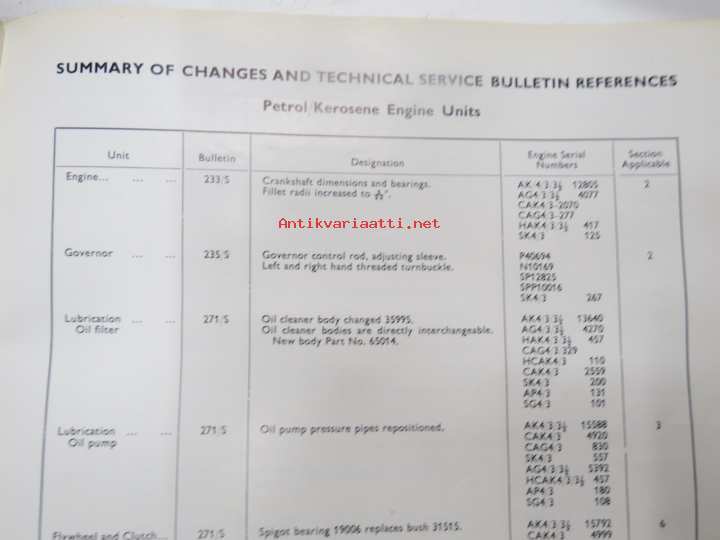 SUMMARY OF CHANGES AND TECHNICAL SERVICE BULLETIN REFERENCES
Petrol/Kerosene Engine Units
Unit Bulletin Designation Engine Serial Numbers Section Applicable
Engine... ... ... 233/S Crankshaft dimensions and bearings. AK 4/3/3½ 12805 2
Fillet radii increased to AG4/3/3½ 4077
CAK4/3-2070
CAG4/3-277
HAK4/3/3½ 417
SK4/3 125
Antikvariaatti.net
Governor ... ... 235/S Governor control rod, adjusting sleeve. P40694 2
Left and right hand threaded turnbuckle. N10169
SP12825
SPP10016
SK4/3 267
Lubrication ... ... 271/S Oil cleaner body changed 35995. AK4/3/3½ 13640
Oil filter Oil cleaner bodies are directly interchangeable. AG4/3/3½ 4270
New body Part No. 65014. HAK4/3/3½ 457
CAG4/3/329
HCAK4/3 110
CAK4/3 2559
SK4/3 200
AP4/3 131
SG4/3 101
Lubrication ... ... 271/S Oil pump pressure pipes repositioned. AK4/3/3½ 15588 3
Oil pump CAK4/3 4920
CAG4/3 830
SK4/3 557
AG4/3/3½ 5392
HCAK4/3/3½ 457
AP4/3 180
SG4/3 108
Flywheel and Clutch... 271/S Spigot bearing 19006 replaces bush 31515. AK4/3/3½ 15792 6
CAK4/3 4999